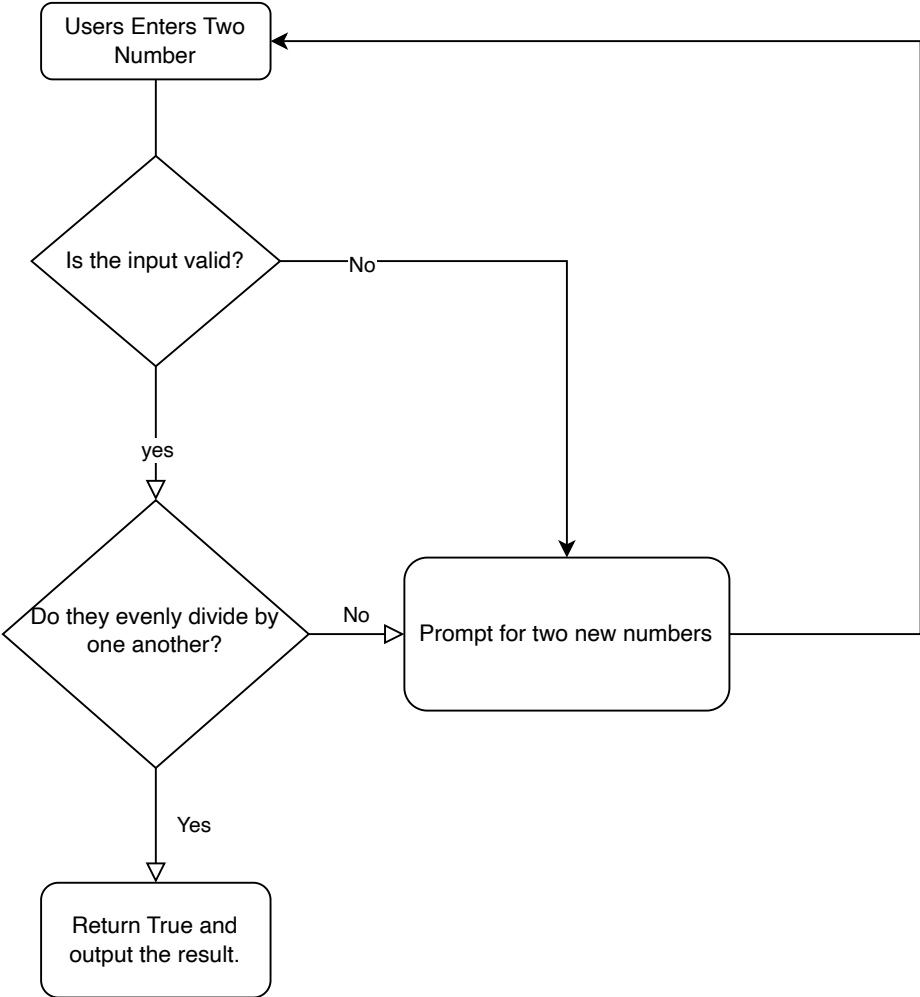 Users Enters Two
Number
Is the input valid?
No
yes
Do they evenly divide by
one another?
No
Prompt for two new numbers
Yes
Return True and
output the result.